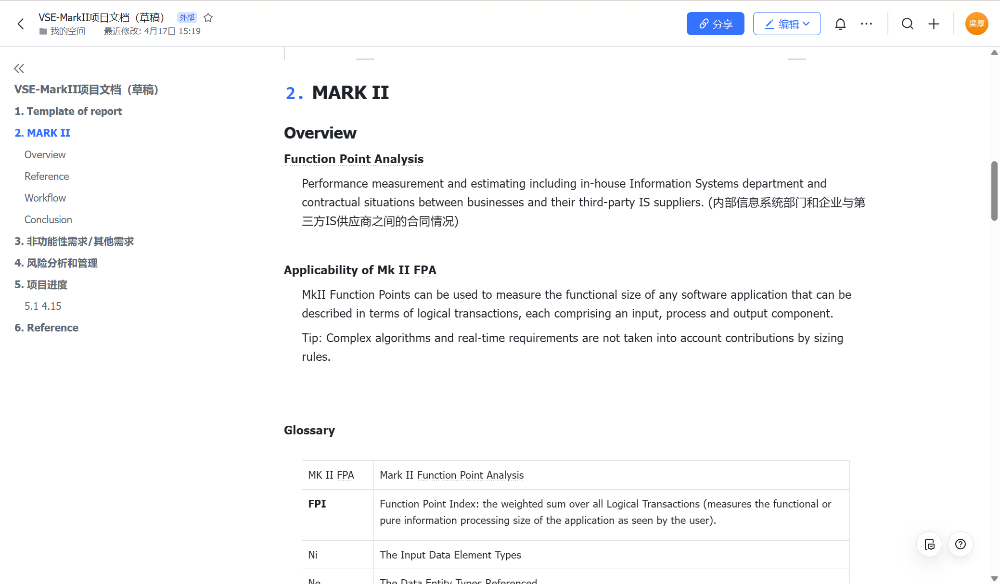 VSE-MarkII项目文档（草稿） 外部
我的空间 最近修改: 4月17日 15:19
分享
编辑
梁厚
VSE-MarkII项目文档（草稿）
1. Template of report
2. MARK II
Overview
Reference
Workflow
Conclusion
3. 非功能性需求/其他需求
4. 风险分析和管理
5. 项目进度
5.1 4.15
6. Reference
2. MARK II
Overview
Function Point Analysis
Performance measurement and estimating including in-house Information Systems department and
contractual situations between businesses and their third-party IS suppliers. (内部信息系统部门和企业与第
三方IS供应商之间的合同情况)
Applicability of Mk II FPA
MkII Function Points can be used to measure the functional size of any software application that can be
described in terms of logical transactions, each comprising an input, process and output component.
Tip: Complex algorithms and real-time requirements are not taken into account contributions by sizing
rules.
Glossary
MK II FPA Mark II Function Point Analysis
FPI Function Point Index: the weighted sum over all Logical Transactions (measures the functional or
pure information processing size of the application as seen by the user).
Ni The Input Data Element Types
Ne The Data Entity Types Referenced